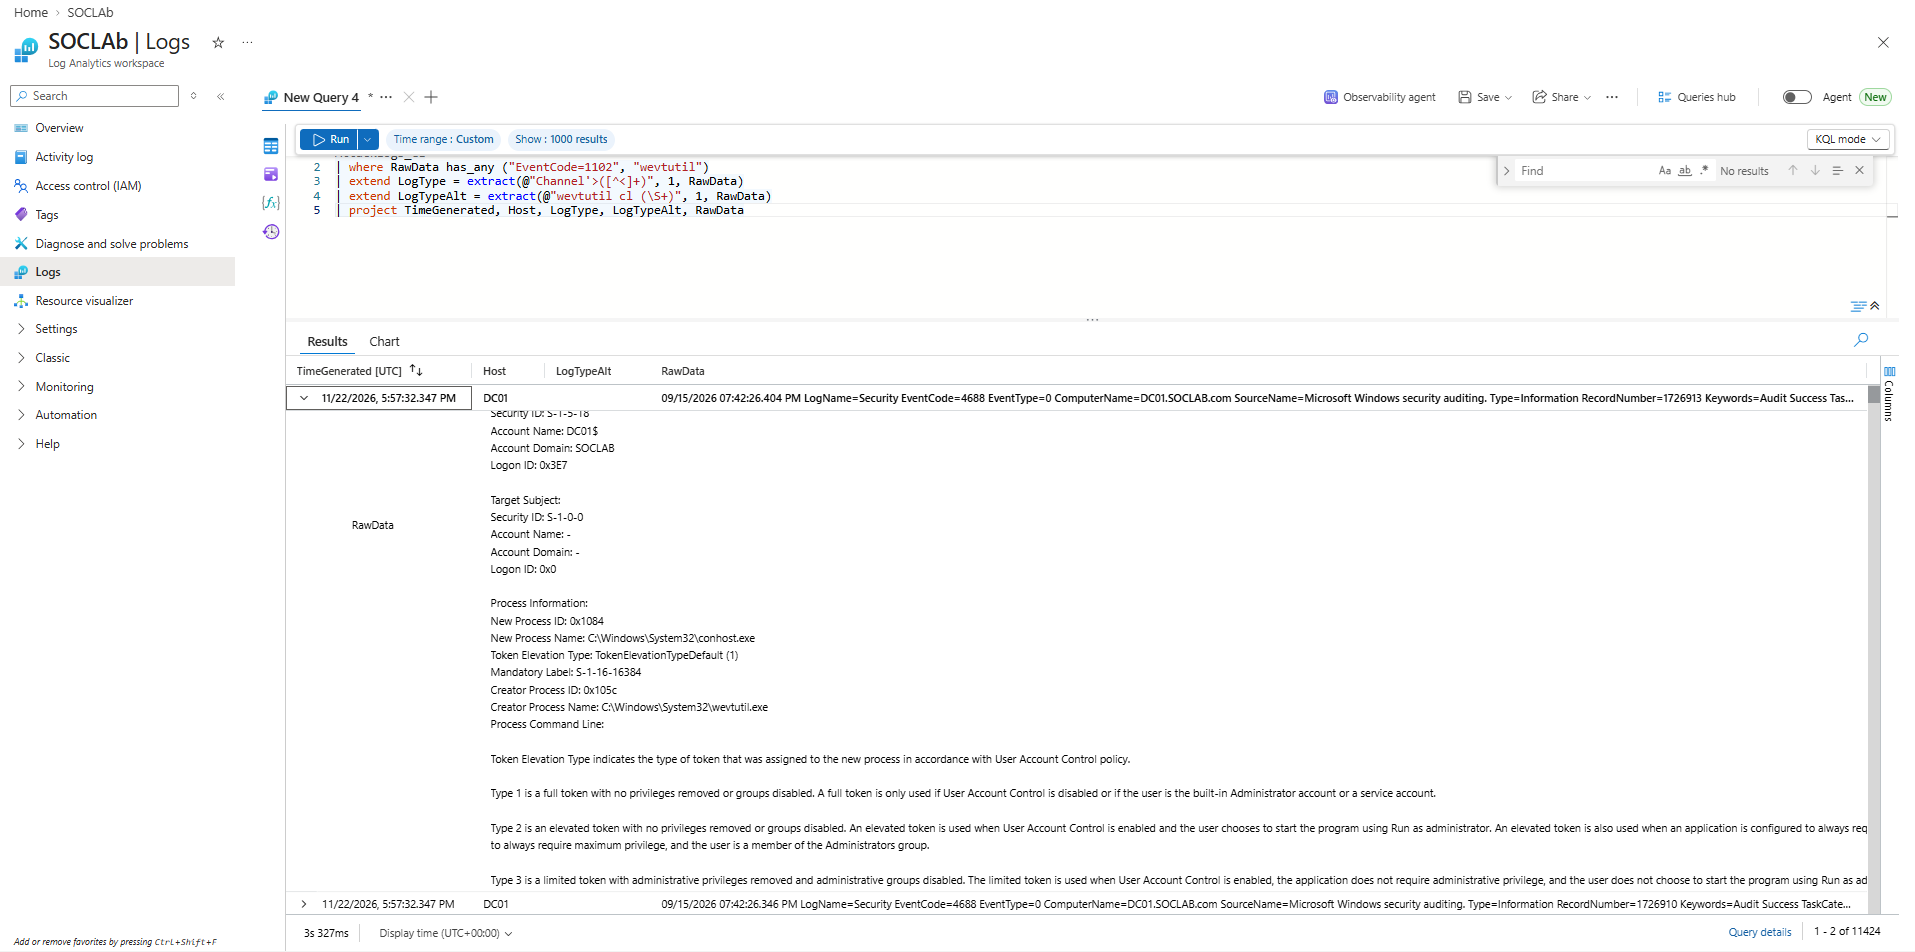 Home > SOCLAb
SOCLAb | Logs
Log Analytics workspace
Search
Overview
Activity log
Access control (IAM)
Tags
Diagnose and solve problems
Logs
Resource visualizer
Settings
Classic
Monitoring
Automation
Help
Add or remove favorites by pressing Ctrl+Shift+F
New Query 4 *
Observability agent
Save
Share
Queries hub
Agent
New
Run
Time range : Custom
Show : 1000 results
KQL mode
Find
Aa ab .*
No results
2 | where RawData has_any ("EventCode=1102", "wevtutil")
3 | extend LogType = extract(@"Channel'>([^<]+)", 1, RawData)
4 | extend LogTypeAlt = extract(@"wevtutil cl (\S+)", 1, RawData)
5 | project TimeGenerated, Host, LogType, LogTypeAlt, RawData
Results
Chart
TimeGenerated [UTC] Host LogTypeAlt RawData
Columns
11/22/2026, 5:57:32.347 PM DC01 09/15/2026 07:42:26.404 PM LogName=Security EventCode=4688 EventType=0 ComputerName=DC01.SOCLAB.com SourceName=Microsoft Windows security auditing. Type=Information RecordNumber=1726913 Keywords=Audit Success Tas...
RawData
Security ID: S-1-5-18
Account Name: DC01$
Account Domain: SOCLAB
Logon ID: 0x3E7
Target Subject:
Security ID: S-1-0-0
Account Name: -
Account Domain: -
Logon ID: 0x0
Process Information:
New Process ID: 0x1084
New Process Name: C:\Windows\System32\conhost.exe
Token Elevation Type: TokenElevationTypeDefault (1)
Mandatory Label: S-1-16-16384
Creator Process ID: 0x105c
Creator Process Name: C:\Windows\System32\wevtutil.exe
Process Command Line:
Token Elevation Type indicates the type of token that was assigned to the new process in accordance with User Account Control policy.
Type 1 is a full token with no privileges removed or groups disabled. A full token is only used if User Account Control is disabled or if the user is the built-in Administrator account or a service account.
Type 2 is an elevated token with no privileges removed or groups disabled. An elevated token is used when User Account Control is enabled and the user chooses to start the program using Run as administrator. An elevated token is also used when an application is configured to always req
to always require maximum privilege, and the user is a member of the Administrators group.
Type 3 is a limited token with administrative privileges removed and administrative groups disabled. The limited token is used when User Account Control is enabled, the application does not require administrative privilege, and the user does not choose to start the program using Run as ad
11/22/2026, 5:57:32.347 PM DC01 09/15/2026 07:42:26.346 PM LogName=Security EventCode=4688 EventType=0 ComputerName=DC01.SOCLAB.com SourceName=Microsoft Windows security auditing. Type=Information RecordNumber=1726910 Keywords=Audit Success TaskCate...
3s 327ms
Display time (UTC+00:00)
Query details
1 - 2 of 11424